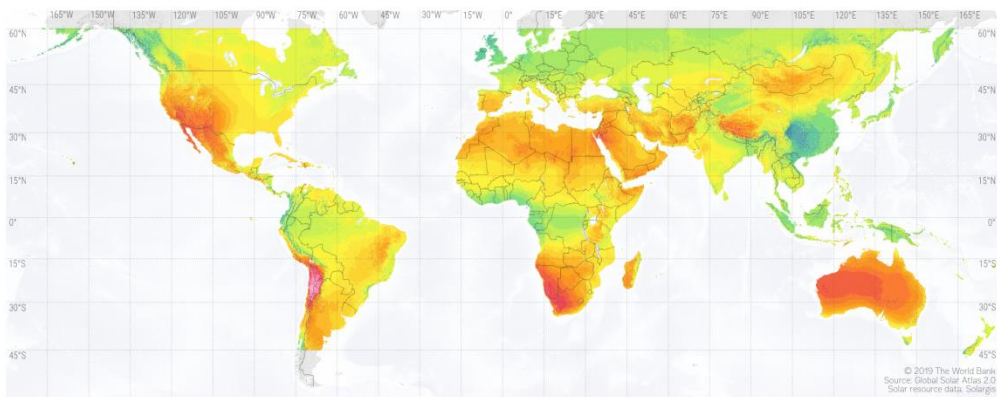 165°W 150°W 135°W 120°W 105°W 90°W 75°W 60°W 45°W 30°W 15°W 0° 15°E 30°E 45°E 60°E 75°E 90°E 105°E 120°E 135°E 150°E 165°E
60°N 60°N
45°N 45°N
30°N 30°N
15°N 15°N
0° 0°
15°S 15°S
30°S 30°S
45°S 45°S
© 2019 The World Bank
Source: Global Solar Atlas 2.0
Solar resource data: Solargis